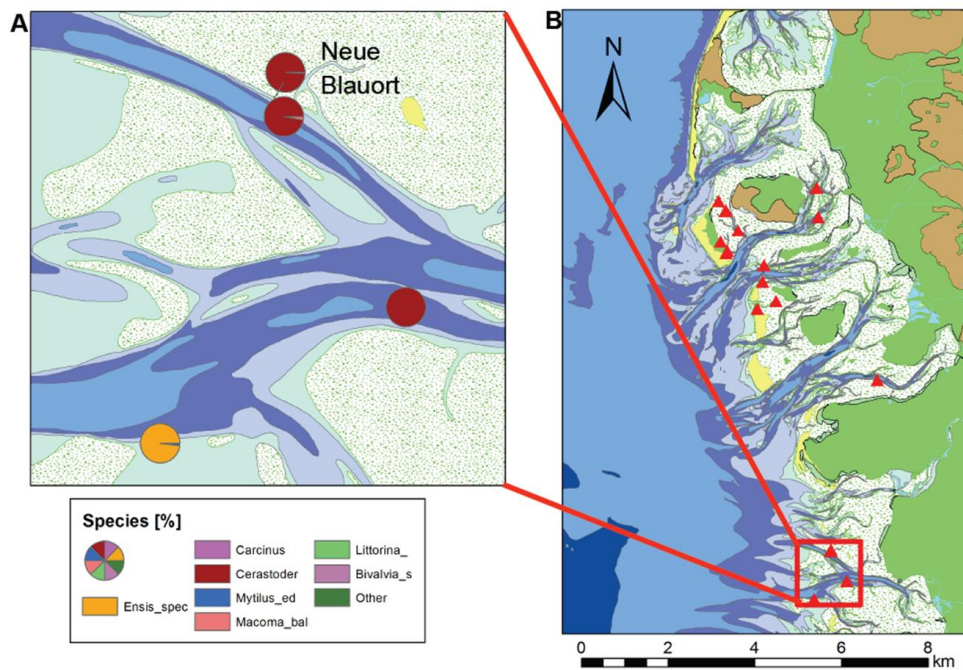 A
Neue
Blauort
Species [%]
Ensis_spec
Carcinus
Cerastoder
Mytilus_ed
Macoma_bal
Littorina_
Bivalvia_s
Other
B
N
0 2 4 6 8
km